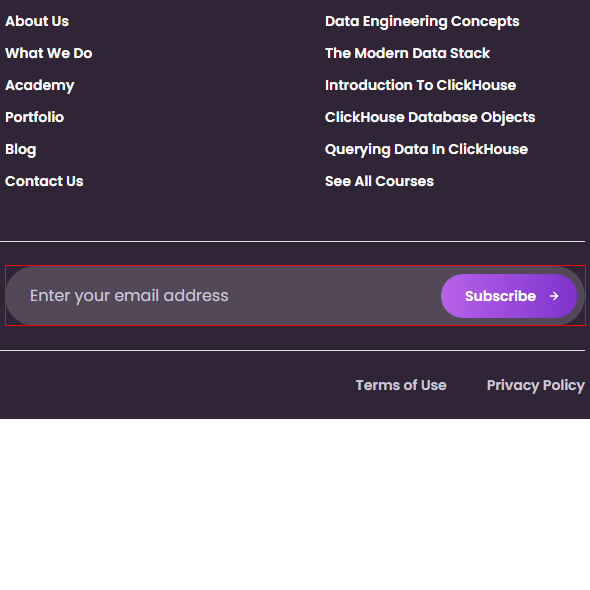 About Us
What We Do
Academy
Portfolio
Blog
Contact Us
Data Engineering Concepts
The Modern Data Stack
Introduction To ClickHouse
ClickHouse Database Objects
Querying Data In ClickHouse
See All Courses
Enter your email address
Subscribe →
Terms of Use
Privacy Policy